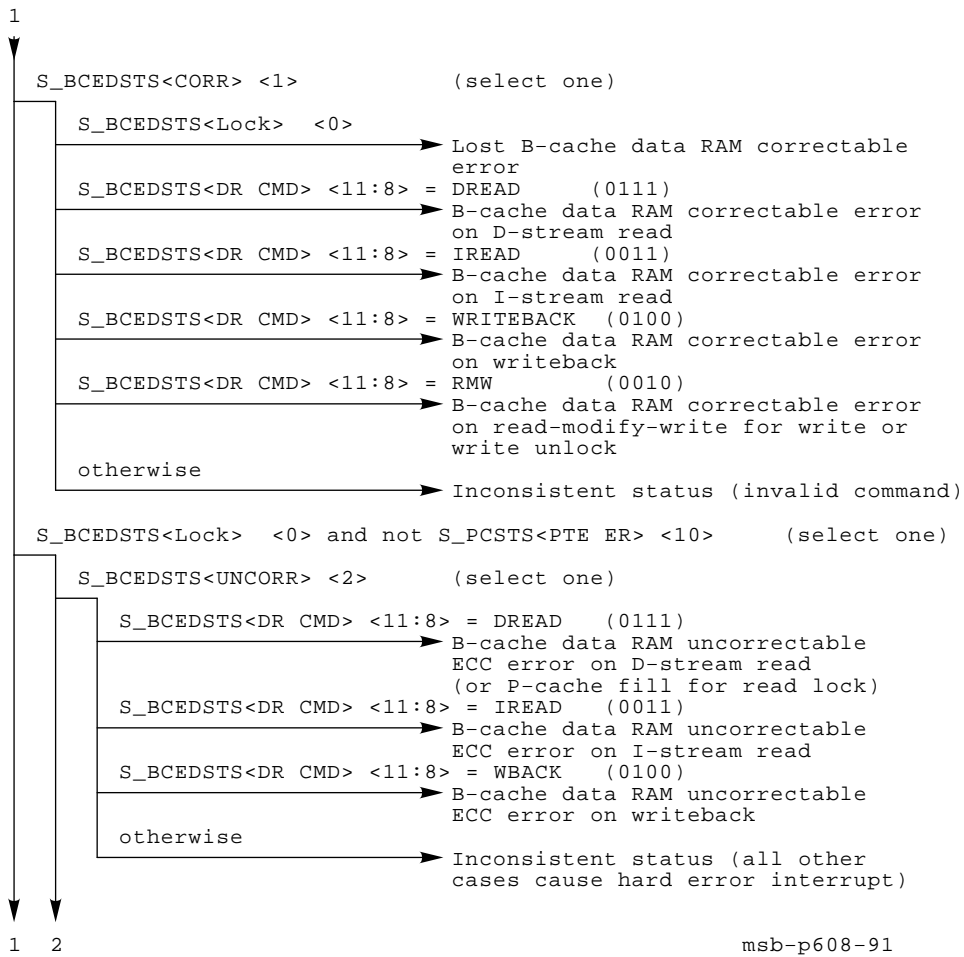 1
S_BCEDSTS<CORR> <1> (select one)
S_BCEDSTS<Lock> <0>
Lost B-cache data RAM correctable
error
S_BCEDSTS<DR CMD> <11:8> = DREAD (0111)
B-cache data RAM correctable error
on D-stream read
S_BCEDSTS<DR CMD> <11:8> = IREAD (0011)
B-cache data RAM correctable error
on I-stream read
S_BCEDSTS<DR CMD> <11:8> = WRITEBACK (0100)
B-cache data RAM correctable error
on writeback
S_BCEDSTS<DR CMD> <11:8> = RMW (0010)
B-cache data RAM correctable error
on read-modify-write for write or
write unlock
otherwise
Inconsistent status (invalid command)
S_BCEDSTS<Lock> <0> and not S_PCSTS<PTE ER> <10> (select one)
S_BCEDSTS<UNCORR> <2> (select one)
S_BCEDSTS<DR CMD> <11:8> = DREAD (0111)
B-cache data RAM uncorrectable
ECC error on D-stream read
(or P-cache fill for read lock)
S_BCEDSTS<DR CMD> <11:8> = IREAD (0011)
B-cache data RAM uncorrectable
ECC error on I-stream read
S_BCEDSTS<DR CMD> <11:8> = WBACK (0100)
B-cache data RAM uncorrectable
ECC error on writeback
otherwise
Inconsistent status (all other
cases cause hard error interrupt)
1 2 msb-p608-91